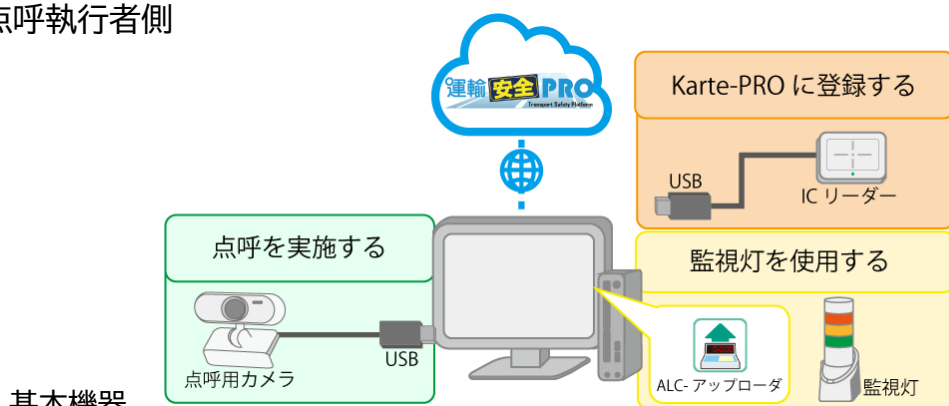 点呼執行者側
運輸安全PRO
Transport Safety Platform
Karte-PRO に登録する
USB
IC リーダー
点呼を実施する
監視灯を使用する
USB
点呼用カメラ
ALC-アップローダ
監視灯
基本機器